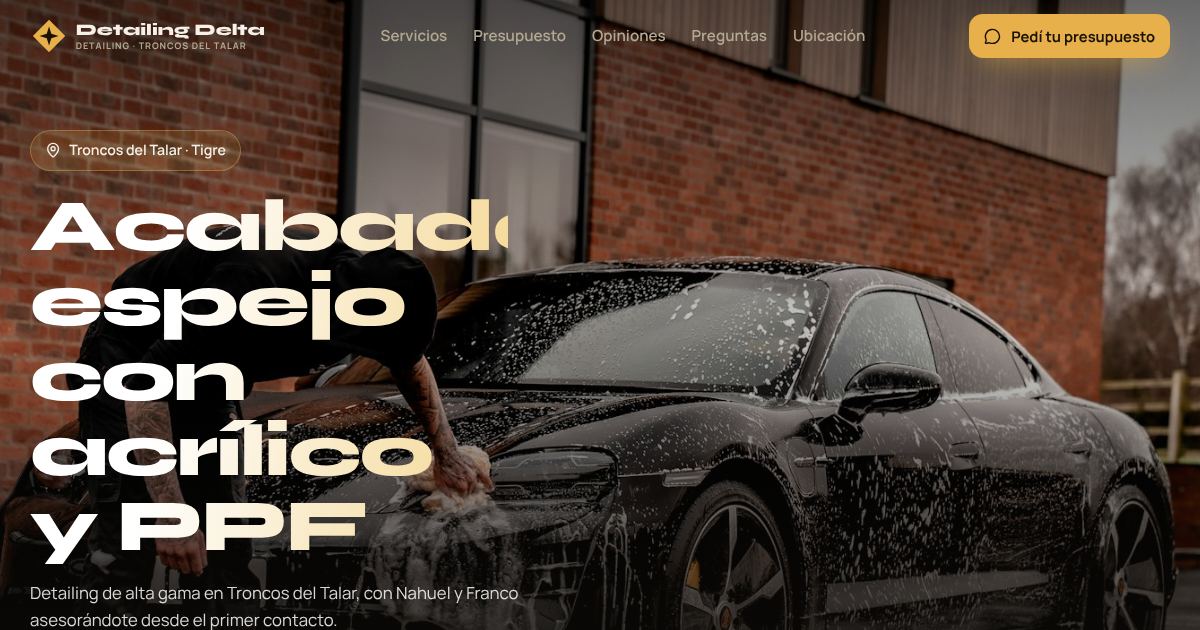 Detailing Delta
DETAILING · TRONCOS DEL TALAR
Servicios Presupuesto Opiniones Preguntas Ubicación
Pedí tu presupuesto
Troncos del Talar · Tigre
Acabado
espejo
con
acrílico
y PPF
Detailing de alta gama en Troncos del Talar, con Nahuel y Franco
asesorándote desde el primer contacto.